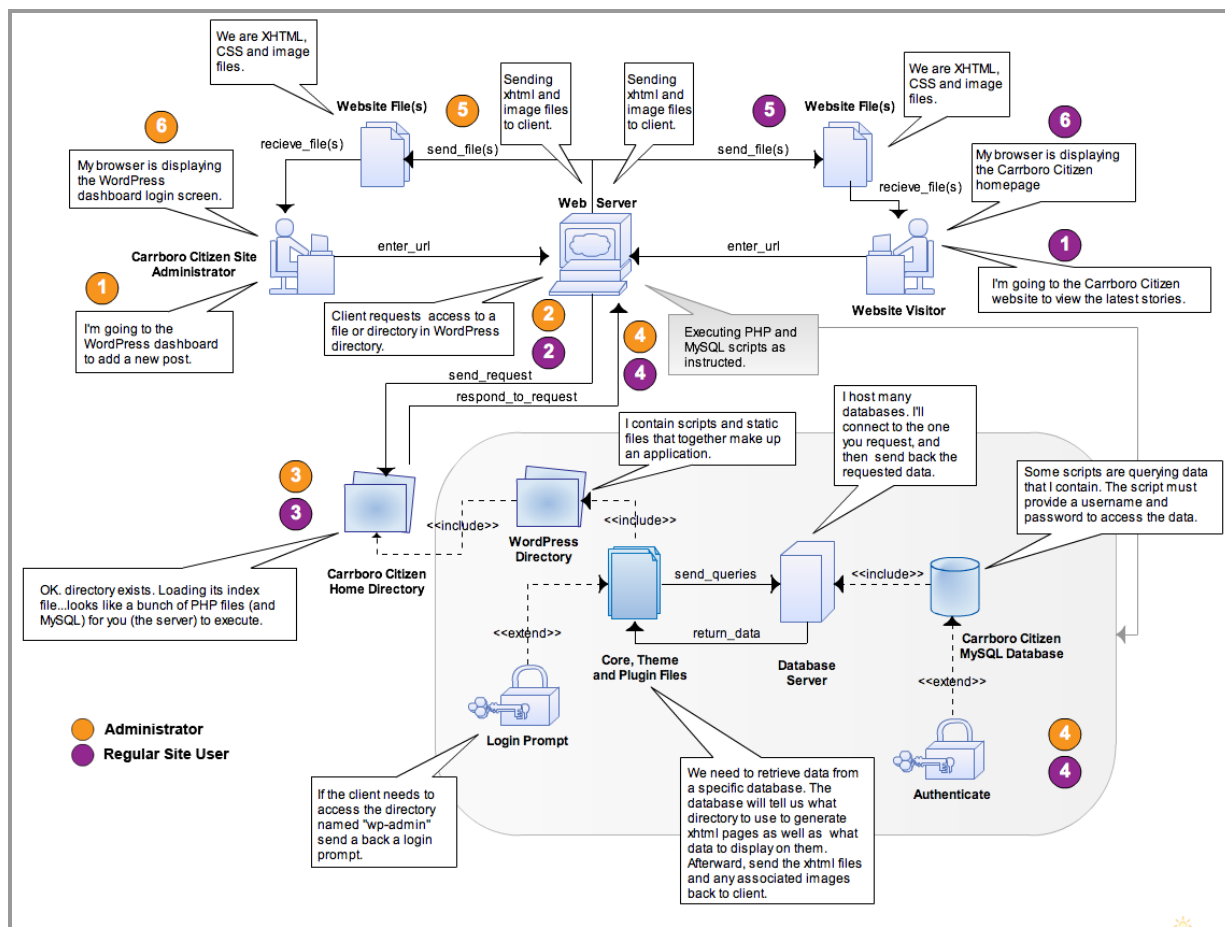 We are XHTML,
CSS and image
files.
Sending
xhtml and
image files
to client.
Sending
xhtml and
image files
to client.
We are XHTML,
CSS and image
files.
Website File(s)
5
5
Website File(s)
6
6
recieve_file(s)
send_file(s)
send_file(s)
My browser is displaying
the WordPress
dashboard login screen.
My browser is displaying
the Carrboro Citizen
homepage
recieve_file(s)
Web Server
enter_url
enter_url
1
Carrboro Citizen Site
Administrator
1
I'm going to the Carrboro Citizen
website to view the latest stories.
Website Visitor
I'm going to the
WordPress dashboard
to add a new post.
Client requests access to a
file or directory in WordPress
directory.
2
2
4
4
Executing PHP and
MySQL scripts as
instructed.
send_request
respond_to_request
I contain scripts and static
files that together make up
an application.
I host many
databases. I'll
connect to the one
you request, and
then send back the
requested data.
Some scripts are querying data
that I contain. The script must
provide a username and
password to access the data.
3
3
<<include>>
<<include>>
WordPress
Directory
Carrboro Citizen
Home Directory
send_queries
<<include>>
OK. directory exists. Loading its index
file...looks like a bunch of PHP files (and
MySQL) for you (the server) to execute.
<<extend>>
return_data
Core, Theme
and Plugin Files
Database
Server
Carrboro Citizen
MySQL Database
<<extend>>
Administrator
Regular Site User
Login Prompt
4
4
Authenticate
If the client needs to
access the directory
named "wp-admin"
send a back a login
prompt.
We need to retrieve data from
a specific database. The
database will tell us what
directory to use to generate
xhtml pages as well as what
data to display on them.
Afterward, send the xhtml files
and any associated images
back to client.